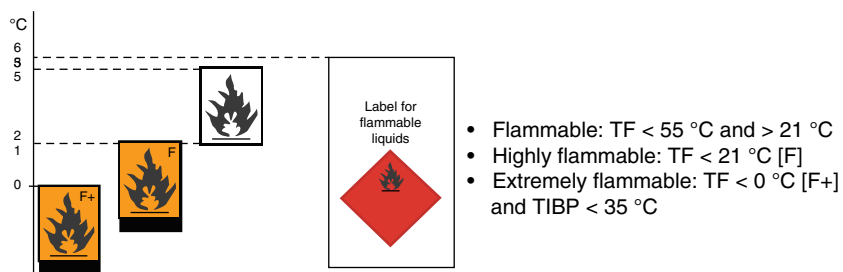 °C
6
5
2
1
0
F+
F
Label for
flammable
liquids
• Flammable: TF < 55 °C and > 21 °C
• Highly flammable: TF < 21 °C [F]
• Extremely flammable: TF < 0 °C [F+]
and TIBP < 35 °C